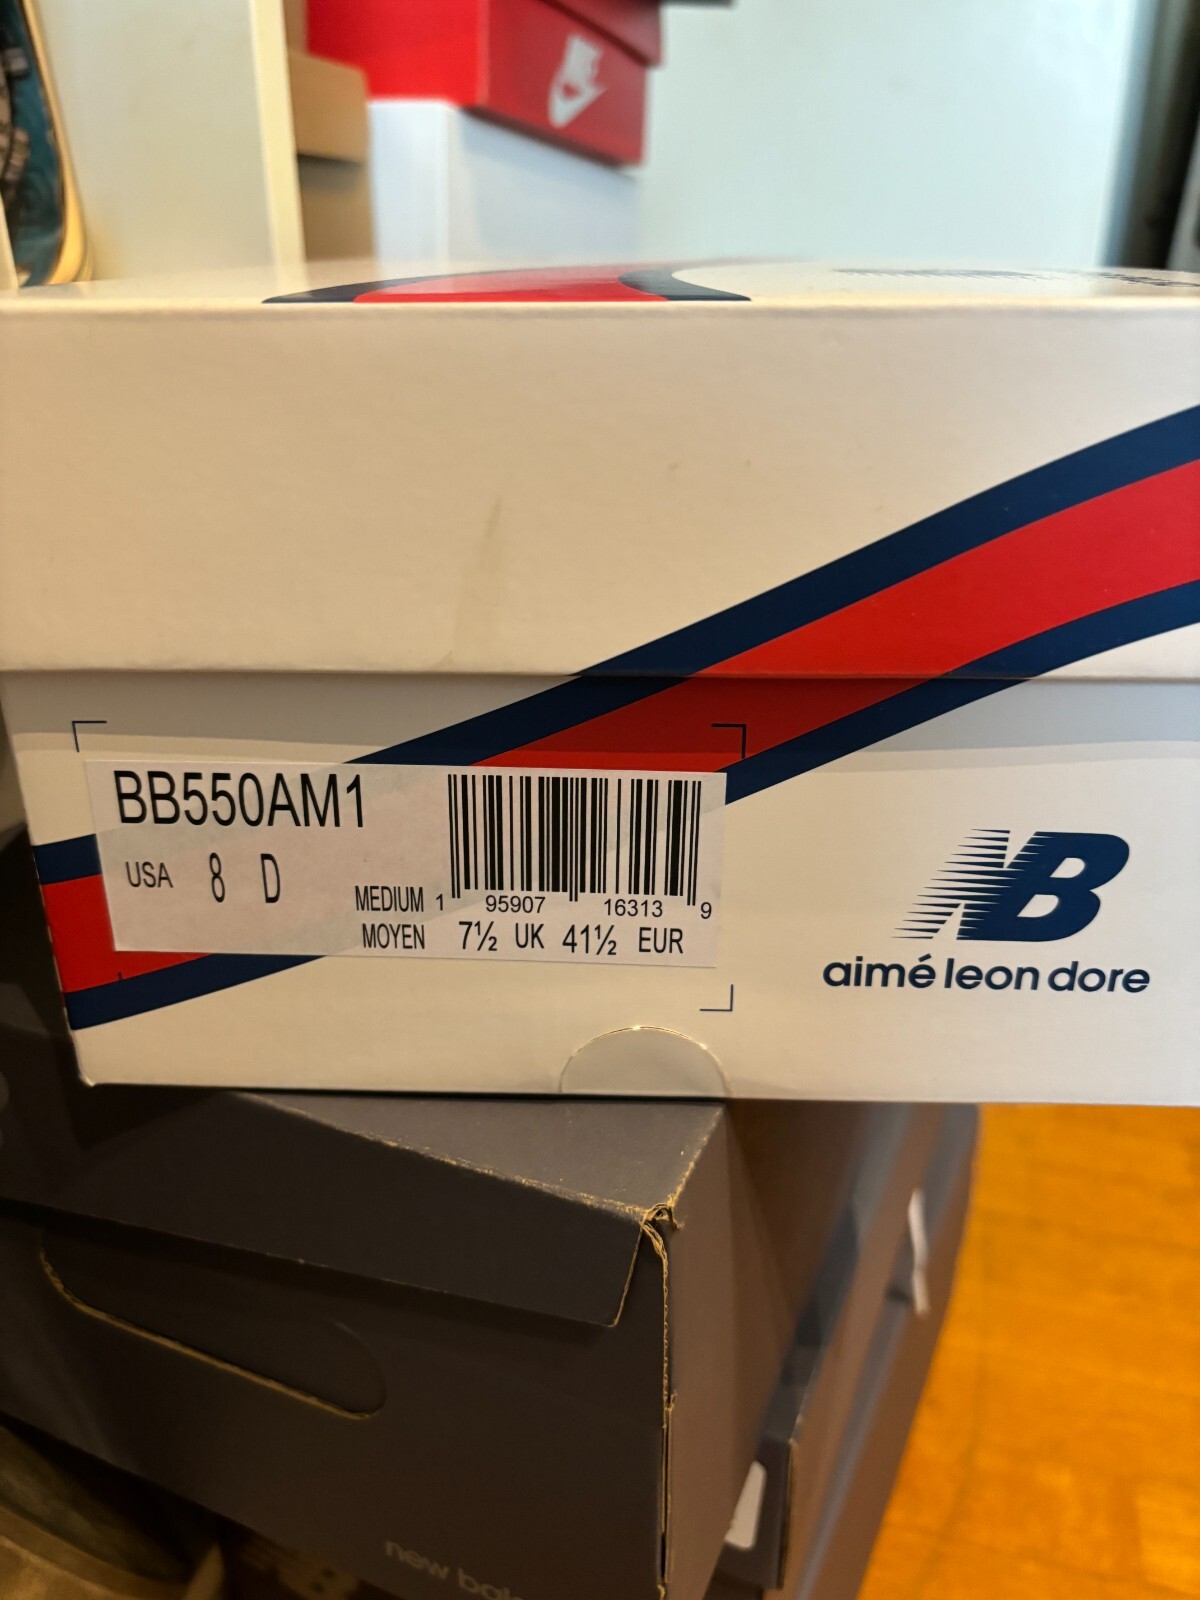 BB550AM1
USA 8 D
MEDIUM
MOYEN 7½ UK 41½ EUR
1 95907 16313 9
NB
aimé leon dore
new